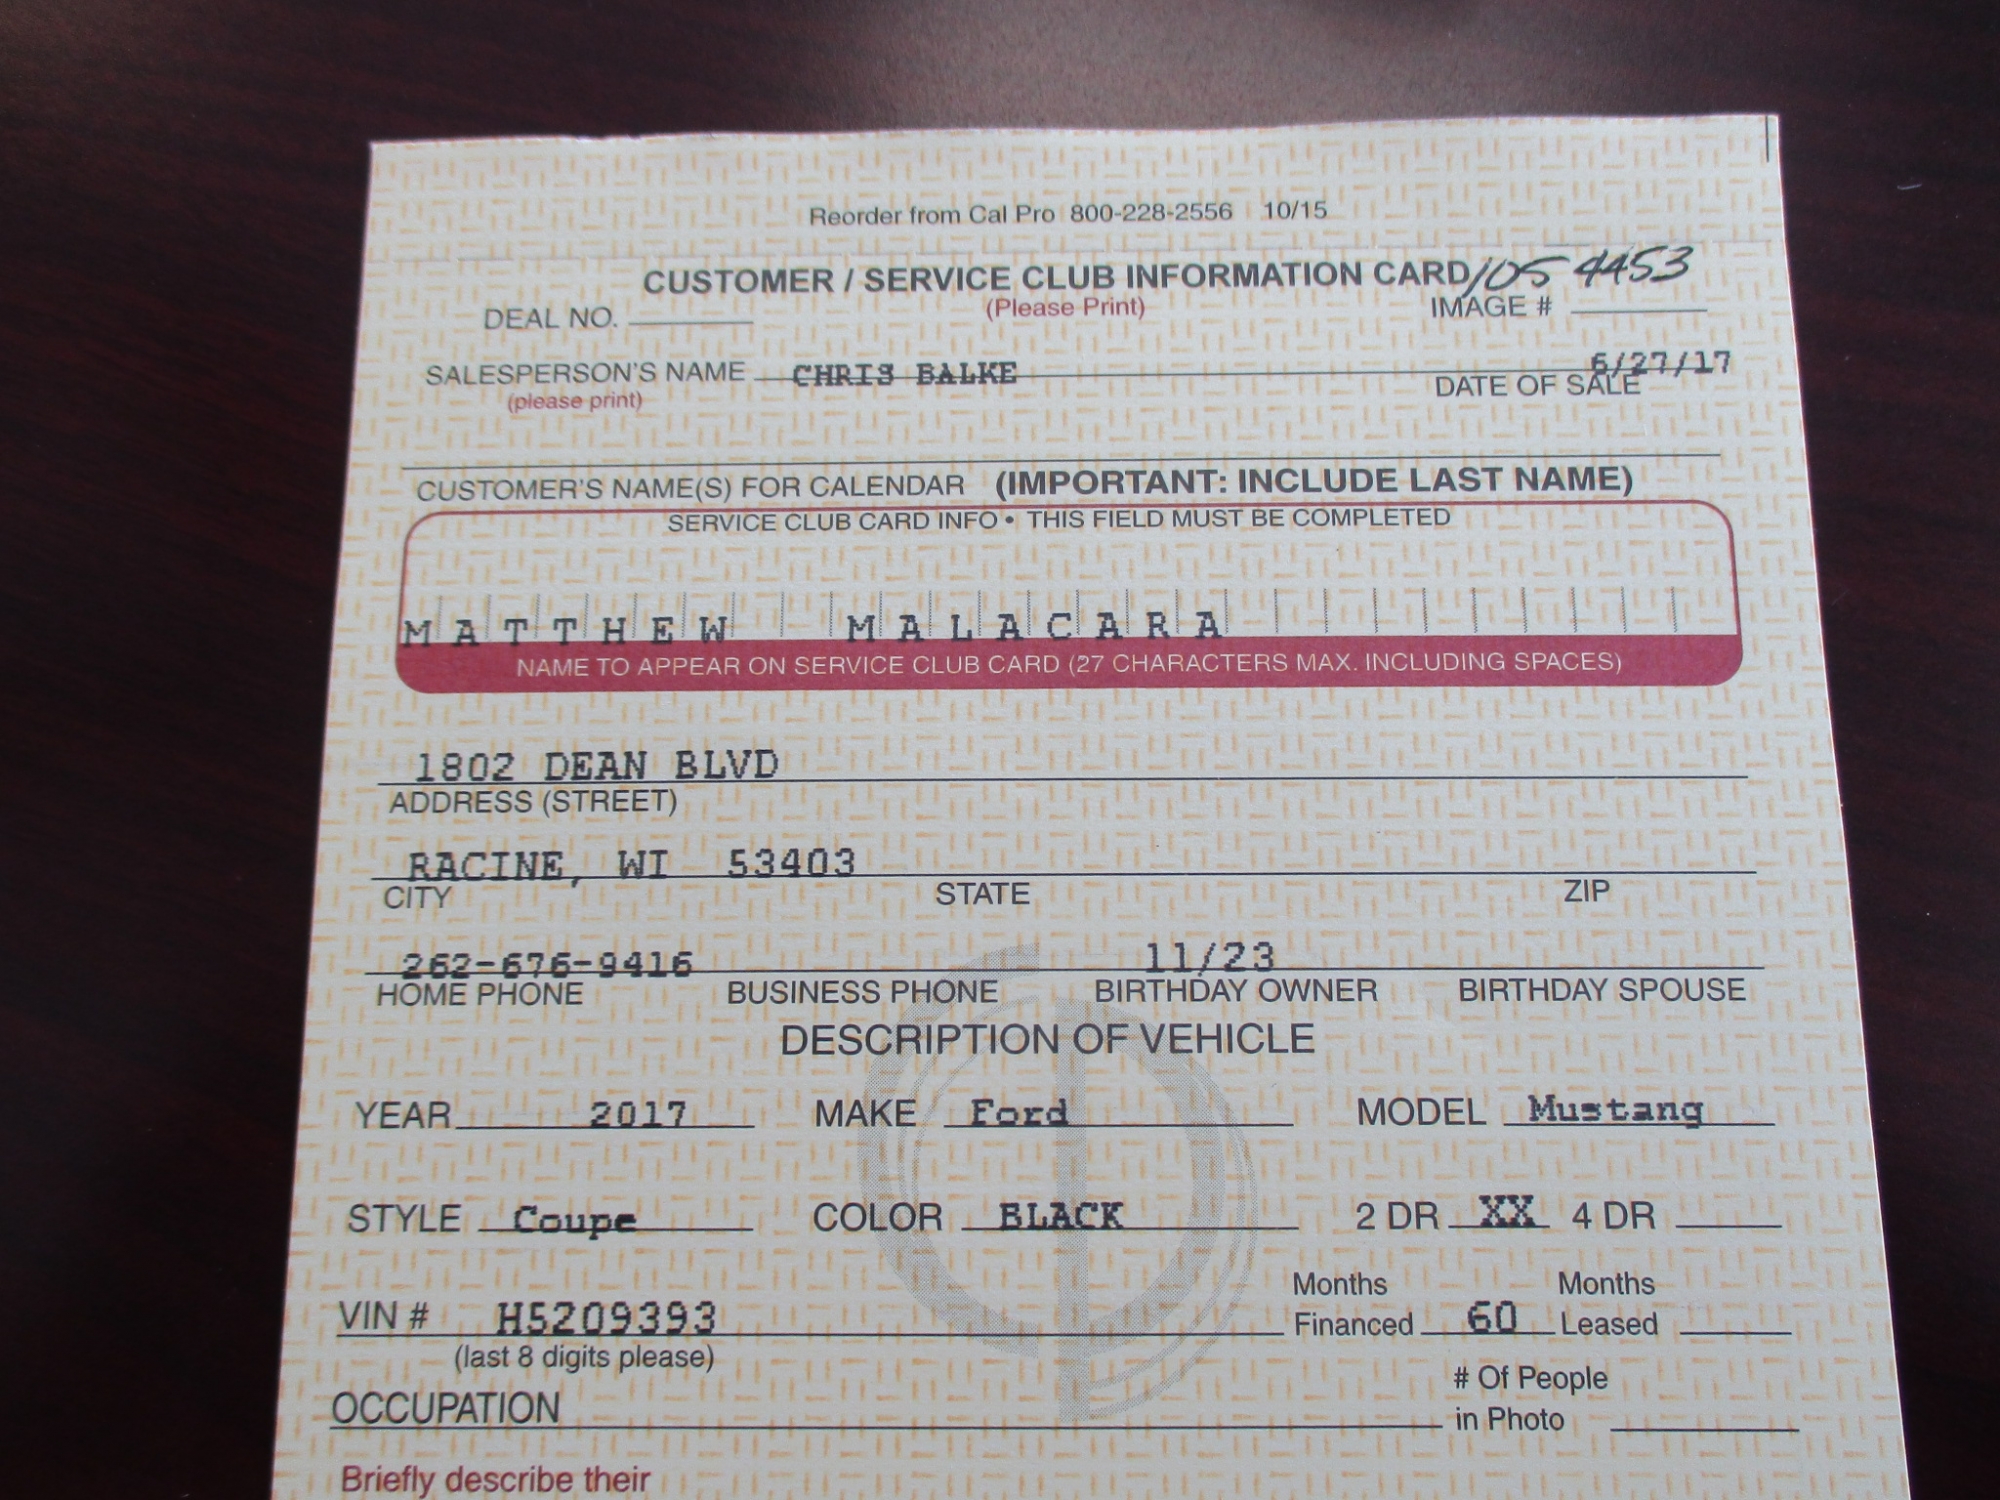 Reorder from Cal Pro 800-228-2556 10/15
CUSTOMER / SERVICE CLUB INFORMATION CARD 105 4453
DEAL NO. (Please Print) IMAGE #
SALESPERSON'S NAME CHRIS BALKE 6/27/17
(please print) DATE OF SALE
CUSTOMER'S NAME(S) FOR CALENDAR (IMPORTANT: INCLUDE LAST NAME)
SERVICE CLUB CARD INFO • THIS FIELD MUST BE COMPLETED
MATTHEW MALACARA
NAME TO APPEAR ON SERVICE CLUB CARD (27 CHARACTERS MAX. INCLUDING SPACES)
1802 DEAN BLVD
ADDRESS (STREET)
RACINE, WI 53403
CITY STATE ZIP
262-676-9416 11/23
HOME PHONE BUSINESS PHONE BIRTHDAY OWNER BIRTHDAY SPOUSE
DESCRIPTION OF VEHICLE
YEAR 2017 MAKE Ford MODEL Mustang
STYLE Coupe COLOR BLACK 2 DR XX 4 DR
Months Months
VIN # H5209393 Financed 60 Leased
(last 8 digits please)
# Of People
OCCUPATION in Photo
Briefly describe their